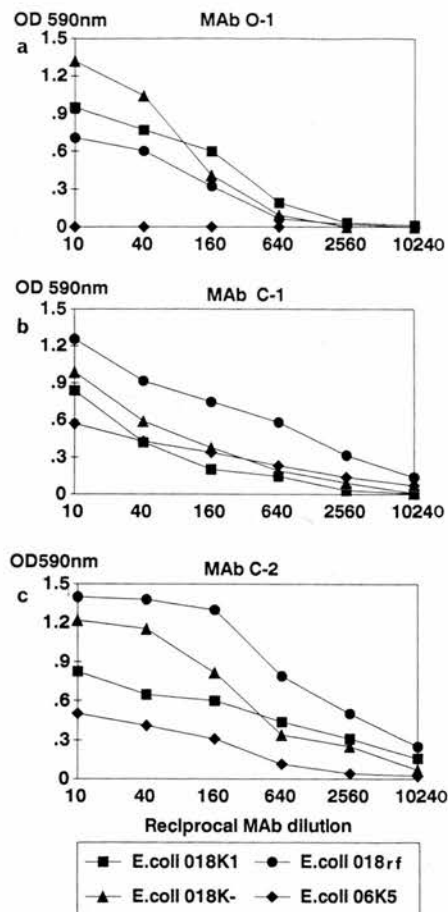 OD 590nm MAb O-1
a
1.5
1.2
.9
.6
.3
0
10 40 160 640 2560 10240
OD 590nm MAb C-1
b
1.5
1.2
.9
.6
.3
0
10 40 160 640 2560 10240
OD590nm MAb C-2
c
1.5
1.2
.9
.6
.3
0
10 40 160 640 2560 10240
Reciprocal MAb dilution
E.coli 018K1 E.coli 018rf
E.coli 018K- E.coli 06K5